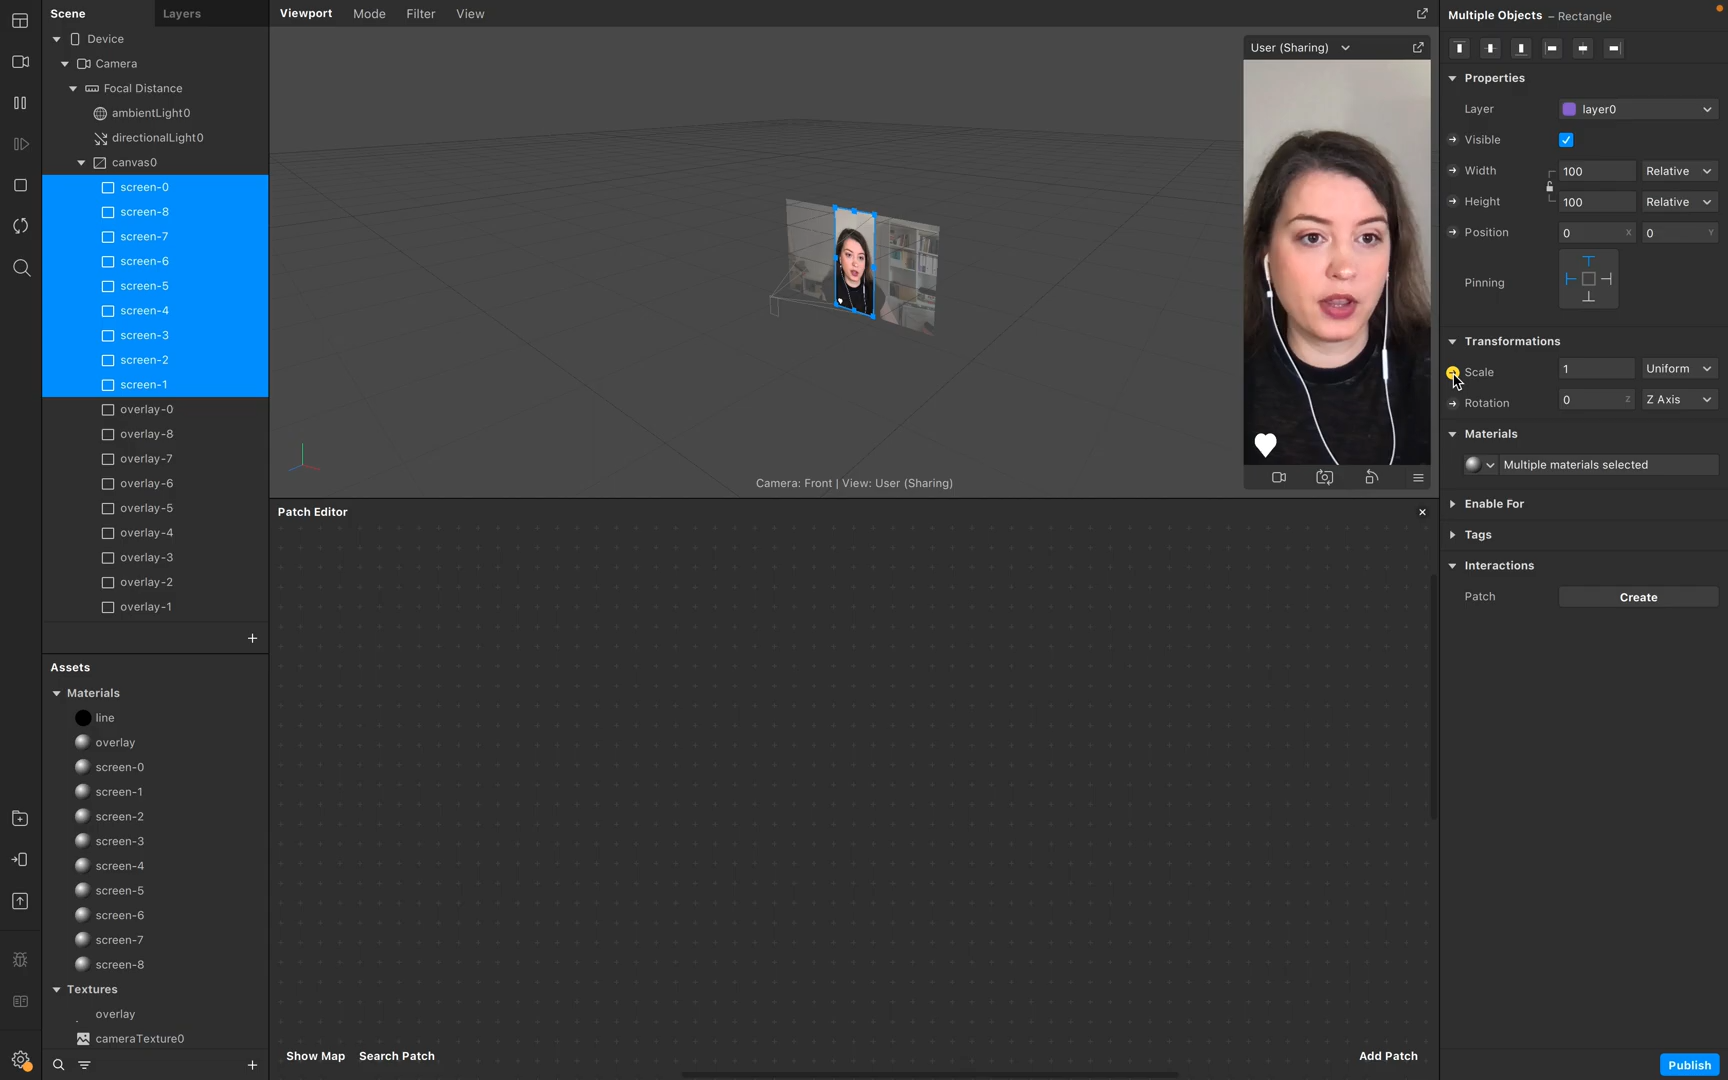 Scene
Layers
Device
Camera
Focal Distance
ambientLight0
directionalLight0
canvas0
screen-0
screen-8
screen-7
screen-6
screen-5
screen-4
screen-3
screen-2
screen-1
overlay-0
overlay-8
overlay-7
overlay-6
overlay-5
overlay-4
overlay-3
overlay-2
overlay-1
+
Assets
Materials
line
overlay
screen-0
screen-1
screen-2
screen-3
screen-4
screen-5
screen-6
screen-7
screen-8
Textures
overlay
cameraTexture0
+
Viewport Mode Filter View
User (Sharing)
Camera: Front | View: User (Sharing)
Patch Editor
Show Map Search Patch
Add Patch
Multiple Objects – Rectangle
Properties
Layer layer0
Visible
Width 100 Relative
Height 100 Relative
Position 0 X 0 Y
Pinning
Transformations
Scale 1 Uniform
Rotation 0 Z Z Axis
Materials
Multiple materials selected
Enable For
Tags
Interactions
Patch Create
Publish